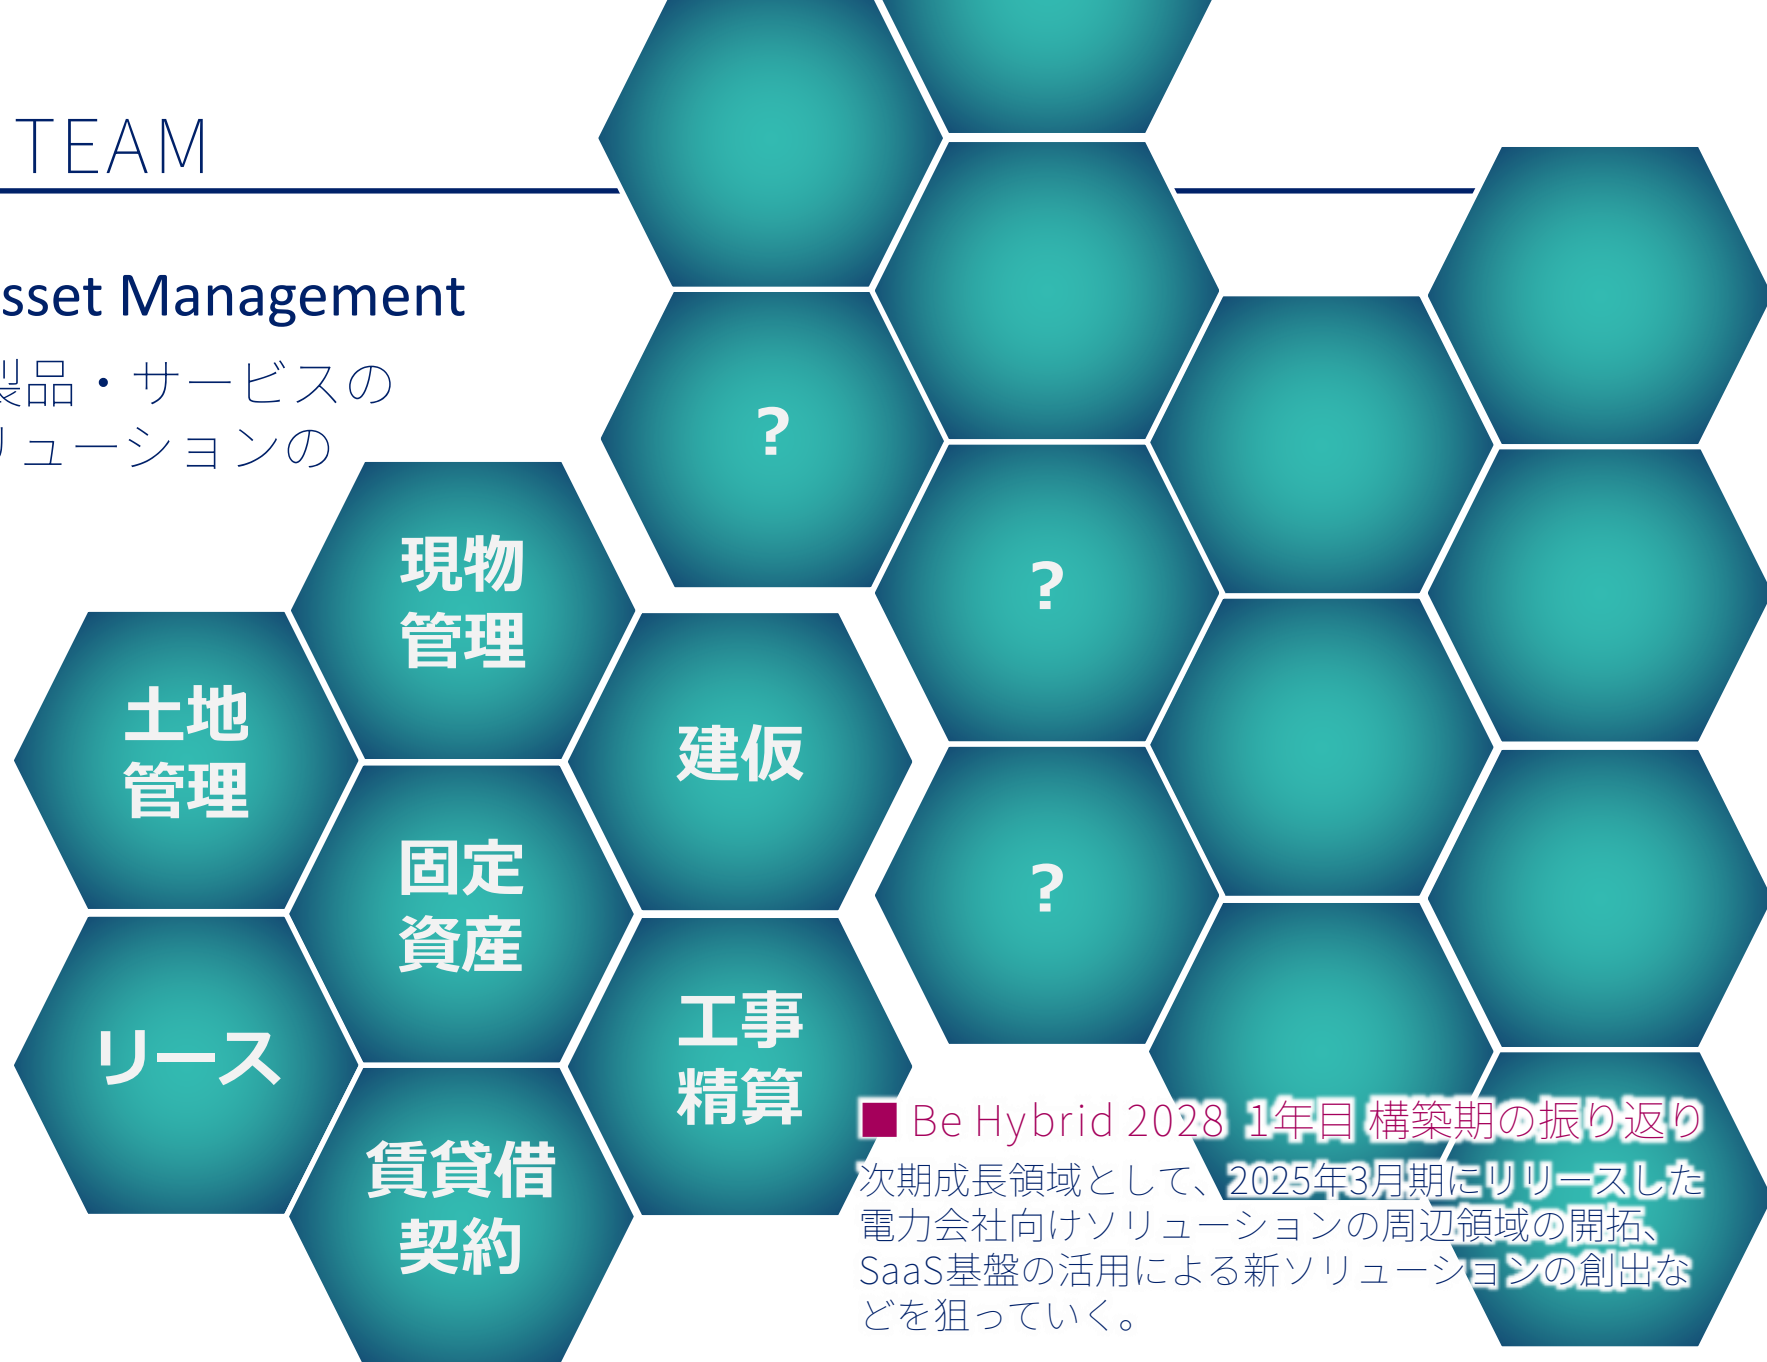 TEAM
sset Management
製品・サービスの
リューションの
?
現物
管理
?
土地
管理
建仮
固定
資産
?
リース
工事
精算
賃貸借
契約
■ Be Hybrid 2028 1年目 構築期の振り返り
次期成長領域として、2025年3月期にリリースした
電力会社向けソリューションの周辺領域の開拓、
SaaS基盤の活用による新ソリューションの創出な
どを狙っていく。